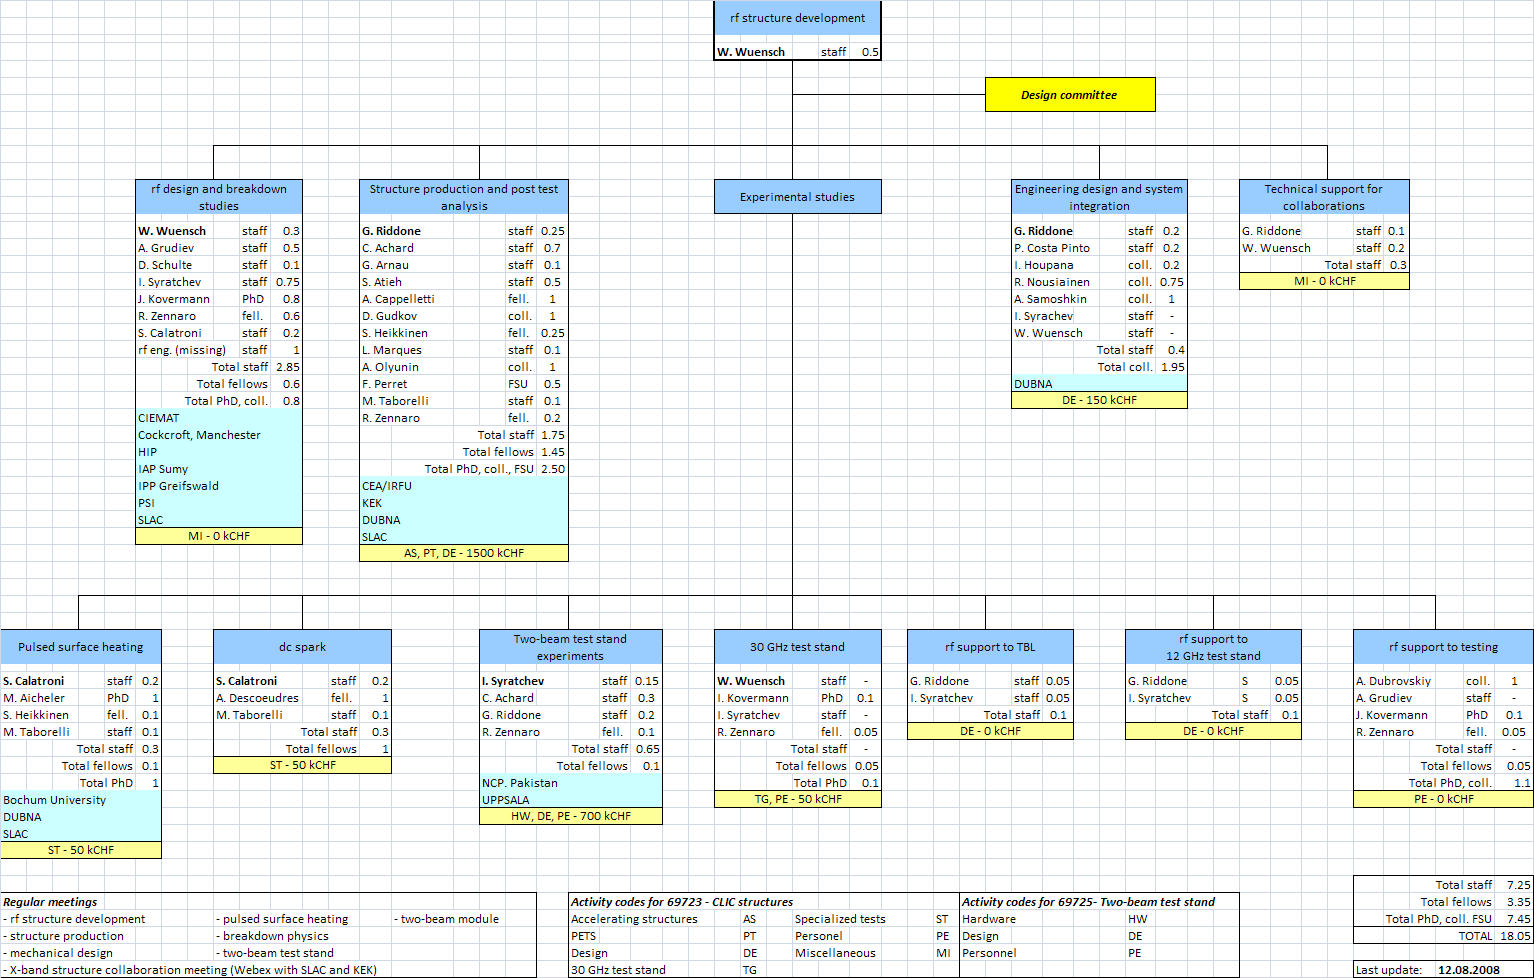 rf structure development
W. Wuensch staff 0.5
Design committee
rf design and breakdown
studies
W. Wuensch staff 0.3
A. Grudiev staff 0.5
D. Schulte staff 0.1
I. Syratchev staff 0.75
J. Kovermann PhD 0.8
R. Zennaro fell. 0.6
S. Calatroni staff 0.2
rf eng. (missing) staff 1
Total staff 2.85
Total fellows 0.6
Total PhD, coll. 0.8
CIEMAT
Cockcroft, Manchester
HIP
IAP Sumy
IPP Greifswald
PSI
SLAC
MI - 0 kCHF
Structure production and post test
analysis
G. Riddone staff 0.25
C. Achard staff 0.7
G. Arnau staff 0.1
S. Atieh staff 0.5
A. Cappelletti fell. 1
D. Gudkov coll. 1
S. Heikkinen fell. 0.25
L. Marques staff 0.1
A. Olyunin coll. 1
F. Perret FSU 0.5
M. Taborelli staff 0.1
R. Zennaro fell. 0.2
Total staff 1.75
Total fellows 1.45
Total PhD, coll., FSU 2.50
CEA/IRFU
KEK
DUBNA
SLAC
AS, PT, DE - 1500 kCHF
Experimental studies
Engineering design and system
integration
G. Riddone staff 0.2
P. Costa Pinto staff 0.2
I. Houpana coll. 0.2
R. Nousiainen coll. 0.75
A. Samoshkin coll. 1
I. Syrachev staff -
W. Wuensch staff -
Total staff 0.4
Total coll. 1.95
DUBNA
DE - 150 kCHF
Technical support for
collaborations
G. Riddone staff 0.1
W. Wuensch staff 0.2
Total staff 0.3
MI - 0 kCHF
Pulsed surface heating
S. Calatroni staff 0.2
M. Aicheler PhD 1
S. Heikkinen fell. 0.1
M. Taborelli staff 0.1
Total staff 0.3
Total fellows 0.1
Total PhD 1
Bochum University
DUBNA
SLAC
ST - 50 kCHF
dc spark
S. Calatroni staff 0.2
A. Descoeudres fell. 1
M. Taborelli staff 0.1
Total staff 0.3
Total fellows 1
ST - 50 kCHF
Two-beam test stand
experiments
I. Syratchev staff 0.15
C. Achard staff 0.3
G. Riddone staff 0.2
R. Zennaro fell. 0.1
Total staff 0.65
Total fellows 0.1
NCP. Pakistan
UPPSALA
HW, DE, PE - 700 kCHF
30 GHz test stand
W. Wuensch staff -
I. Kovermann PhD 0.1
I. Syratchev staff -
R. Zennaro fell. 0.05
Total staff -
Total fellows 0.05
Total PhD 0.1
TG, PE - 50 kCHF
rf support to TBL
G. Riddone staff 0.05
I. Syratchev staff 0.05
Total staff 0.1
DE - 0 kCHF
rf support to
12 GHz test stand
G. Riddone S 0.05
I. Syratchev S 0.05
Total staff 0.1
DE - 0 kCHF
rf support to testing
A. Dubrovskiy coll. 1
A. Grudiev staff -
J. Kovermann PhD 0.1
R. Zennaro fell. 0.05
Total staff -
Total fellows 0.05
Total PhD, coll. 1.1
PE - 0 kCHF
Regular meetings
- rf structure development - pulsed surface heating - two-beam module
- structure production - breakdown physics
- mechanical design - two-beam test stand
- X-band structure collaboration meeting (Webex with SLAC and KEK)
Activity codes for 69723 - CLIC structures
Accelerating structures AS Specialized tests ST
PETS PT Personel PE
Design DE Miscellaneous MI
30 GHz test stand TG
Activity codes for 69725- Two-beam test stand
Hardware HW
Design DE
Personnel PE
Total staff 7.25
Total fellows 3.35
Total PhD, coll. FSU 7.45
TOTAL 18.05
Last update: 12.08.2008